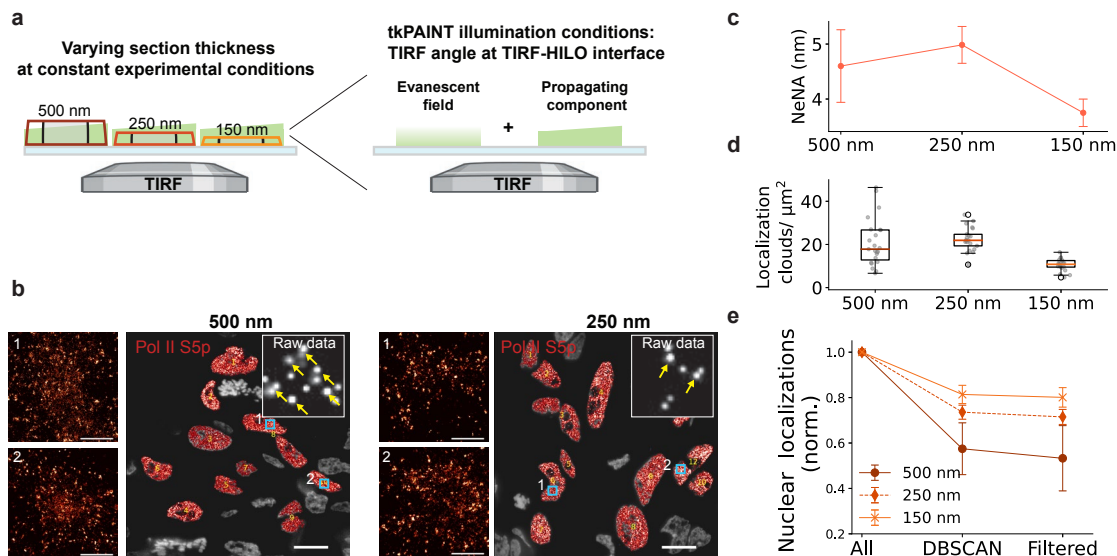 a
Varying section thickness
at constant experimental conditions
500 nm
250 nm
150 nm
TIRF
tkPAINT illumination conditions:
TIRF angle at TIRF-HILO interface
Evanescent
field
+
Propagating
component
TIRF
b
500 nm
1
2
Pol II S5p
Raw data
1
2
250 nm
1
2
Pol II S5p
Raw data
1
2
c
NeNA (nm)
5
4
500 nm
250 nm
150 nm
d
Localization
clouds/ μm²
40
20
0
500 nm
250 nm
150 nm
e
Nuclear localizations
(norm.)
1.0
0.8
0.6
0.4
0.2
500 nm
250 nm
150 nm
All
DBSCAN
Filtered